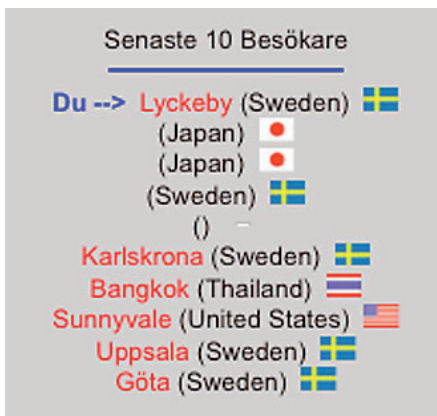 Senaste 10 Besökare
Du --> Lyckeby (Sweden)
(Japan)
(Japan)
(Sweden)
()
Karlskrona (Sweden)
Bangkok (Thailand)
Sunnyvale (United States)
Uppsala (Sweden)
Göta (Sweden)